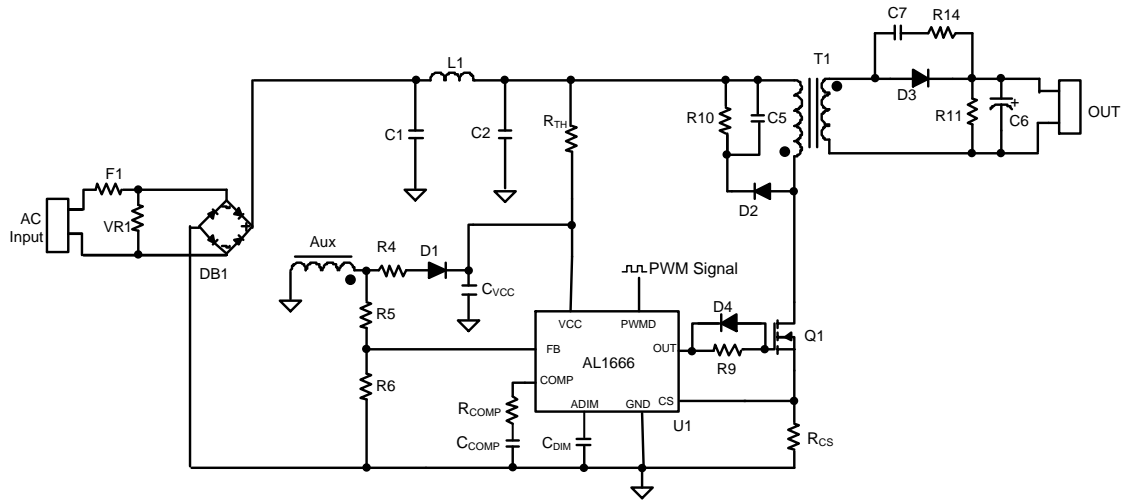 C7
R14
T1
L1
D3
R10
C5
R11
+
C6
OUT
C1
C2
RTH
F1
D2
AC
Input
VR1
+
DB1
Aux
R4
D1
PWM Signal
CVCC
D4
R5
VCC
PWMD
Q1
FB
OUT
AL1666
R9
R6
COMP
ADIM
GND
CS
RCOMP
U1
CCOMP
CDIM
RCS